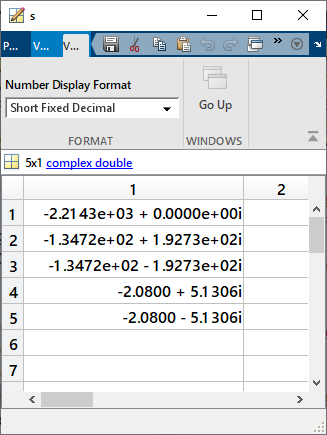 s
P... V... V...
Number Display Format
Short Fixed Decimal
Go Up
FORMAT WINDOWS
5x1 complex double
1 2
1 -2.2143e+03 + 0.0000e+00i
2 -1.3472e+02 + 1.9273e+02i
3 -1.3472e+02 - 1.9273e+02i
4 -2.0800 + 5.1306i
5 -2.0800 - 5.1306i
6
7